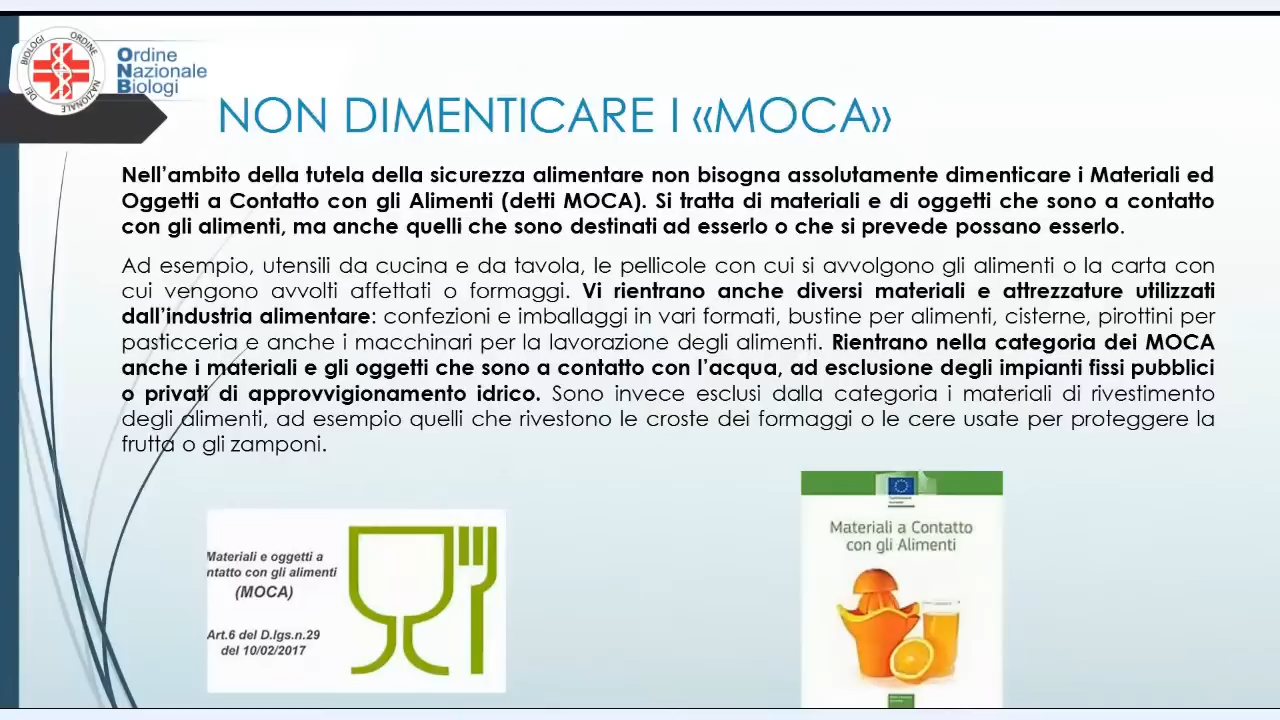 BIOLOGI ORDINE NAZIONALE DEI
Ordine
Nazionale
Biologi
NON DIMENTICARE I «MOCA»
Nell’ambito della tutela della sicurezza alimentare non bisogna assolutamente dimenticare i Materiali ed
Oggetti a Contatto con gli Alimenti (detti MOCA). Si tratta di materiali e di oggetti che sono a contatto
con gli alimenti, ma anche quelli che sono destinati ad esserlo o che si prevede possano esserlo.
Ad esempio, utensili da cucina e da tavola, le pellicole con cui si avvolgono gli alimenti o la carta con
cui vengono avvolti affettati o formaggi. Vi rientrano anche diversi materiali e attrezzature utilizzati
dall’industria alimentare: confezioni e imballaggi in vari formati, bustine per alimenti, cisterne, pirottini per
pasticceria e anche i macchinari per la lavorazione degli alimenti. Rientrano nella categoria dei MOCA
anche i materiali e gli oggetti che sono a contatto con l’acqua, ad esclusione degli impianti fissi pubblici
o privati di approvvigionamento idrico. Sono invece esclusi dalla categoria i materiali di rivestimento
degli alimenti, ad esempio quelli che rivestono le croste dei formaggi o le cere usate per proteggere la
frutta o gli zamponi.
Materiali e oggetti a
ntatto con gli alimenti
(MOCA)
Art.6 del D.lgs.n.29
del 10/02/2017
Materiali a Contatto
con gli Alimenti